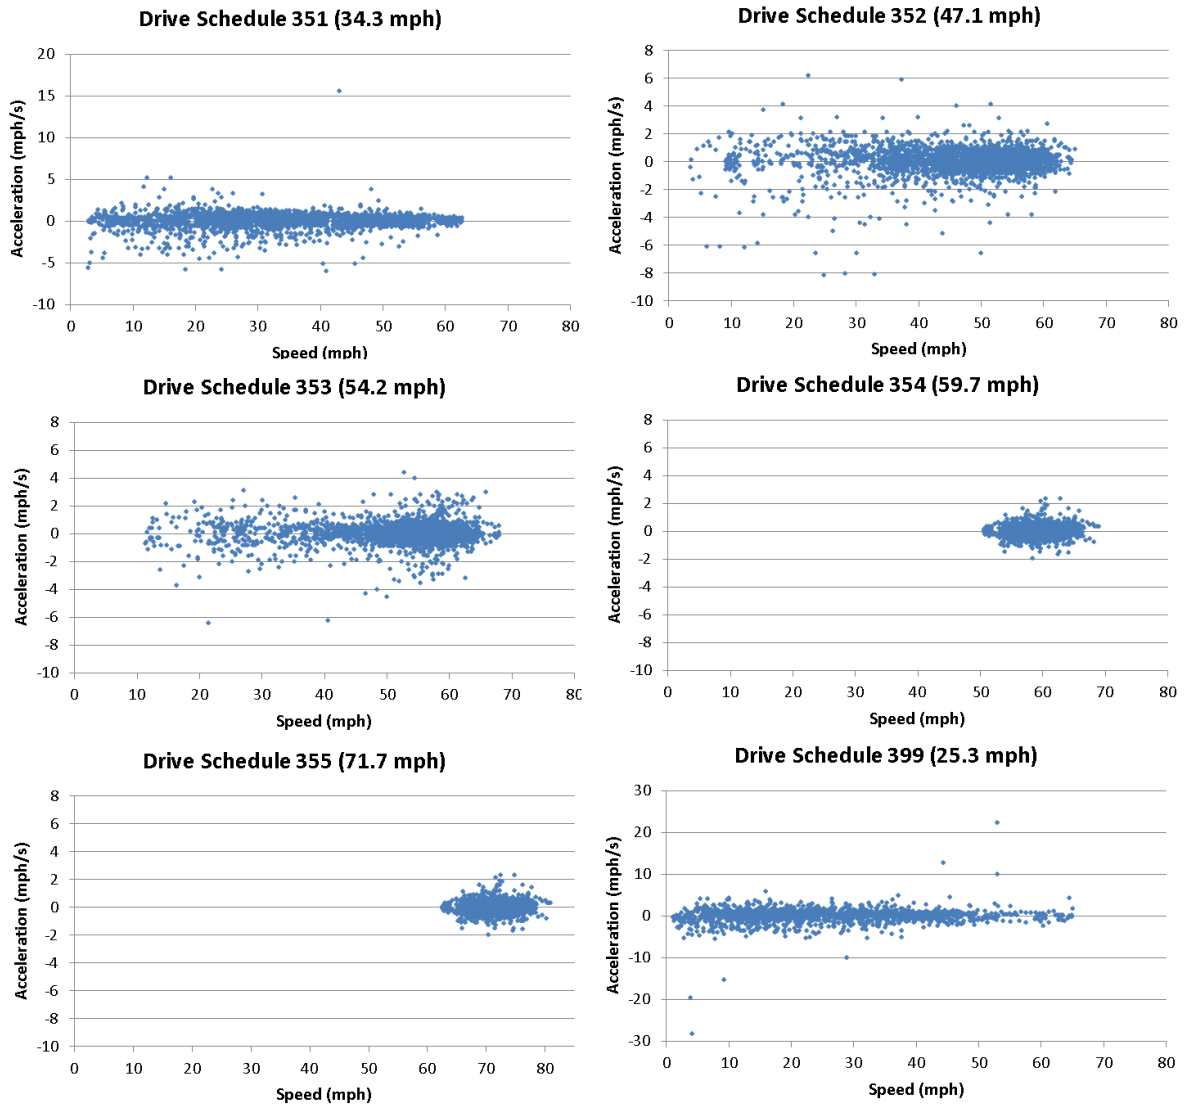 Drive Schedule 351 (34.3 mph)
20
15
10
5
0
-5
-10
Acceleration (mph/s)
0 10 20 30 40 50 60 70 80
Speed (mph)
Drive Schedule 352 (47.1 mph)
8
6
4
2
0
-2
-4
-6
-8
-10
Acceleration (mph/s)
0 10 20 30 40 50 60 70 80
Speed (mph)
Drive Schedule 353 (54.2 mph)
8
6
4
2
0
-2
-4
-6
-8
-10
Acceleration (mph/s)
0 10 20 30 40 50 60 70 80
Speed (mph)
Drive Schedule 354 (59.7 mph)
8
6
4
2
0
-2
-4
-6
-8
-10
Acceleration (mph/s)
0 10 20 30 40 50 60 70 80
Speed (mph)
Drive Schedule 355 (71.7 mph)
8
6
4
2
0
-2
-4
-6
-8
-10
Acceleration (mph/s)
0 10 20 30 40 50 60 70 80
Speed (mph)
Drive Schedule 399 (25.3 mph)
30
20
10
0
-10
-20
-30
Acceleration (mph/s)
0 10 20 30 40 50 60 70 80
Speed (mph)